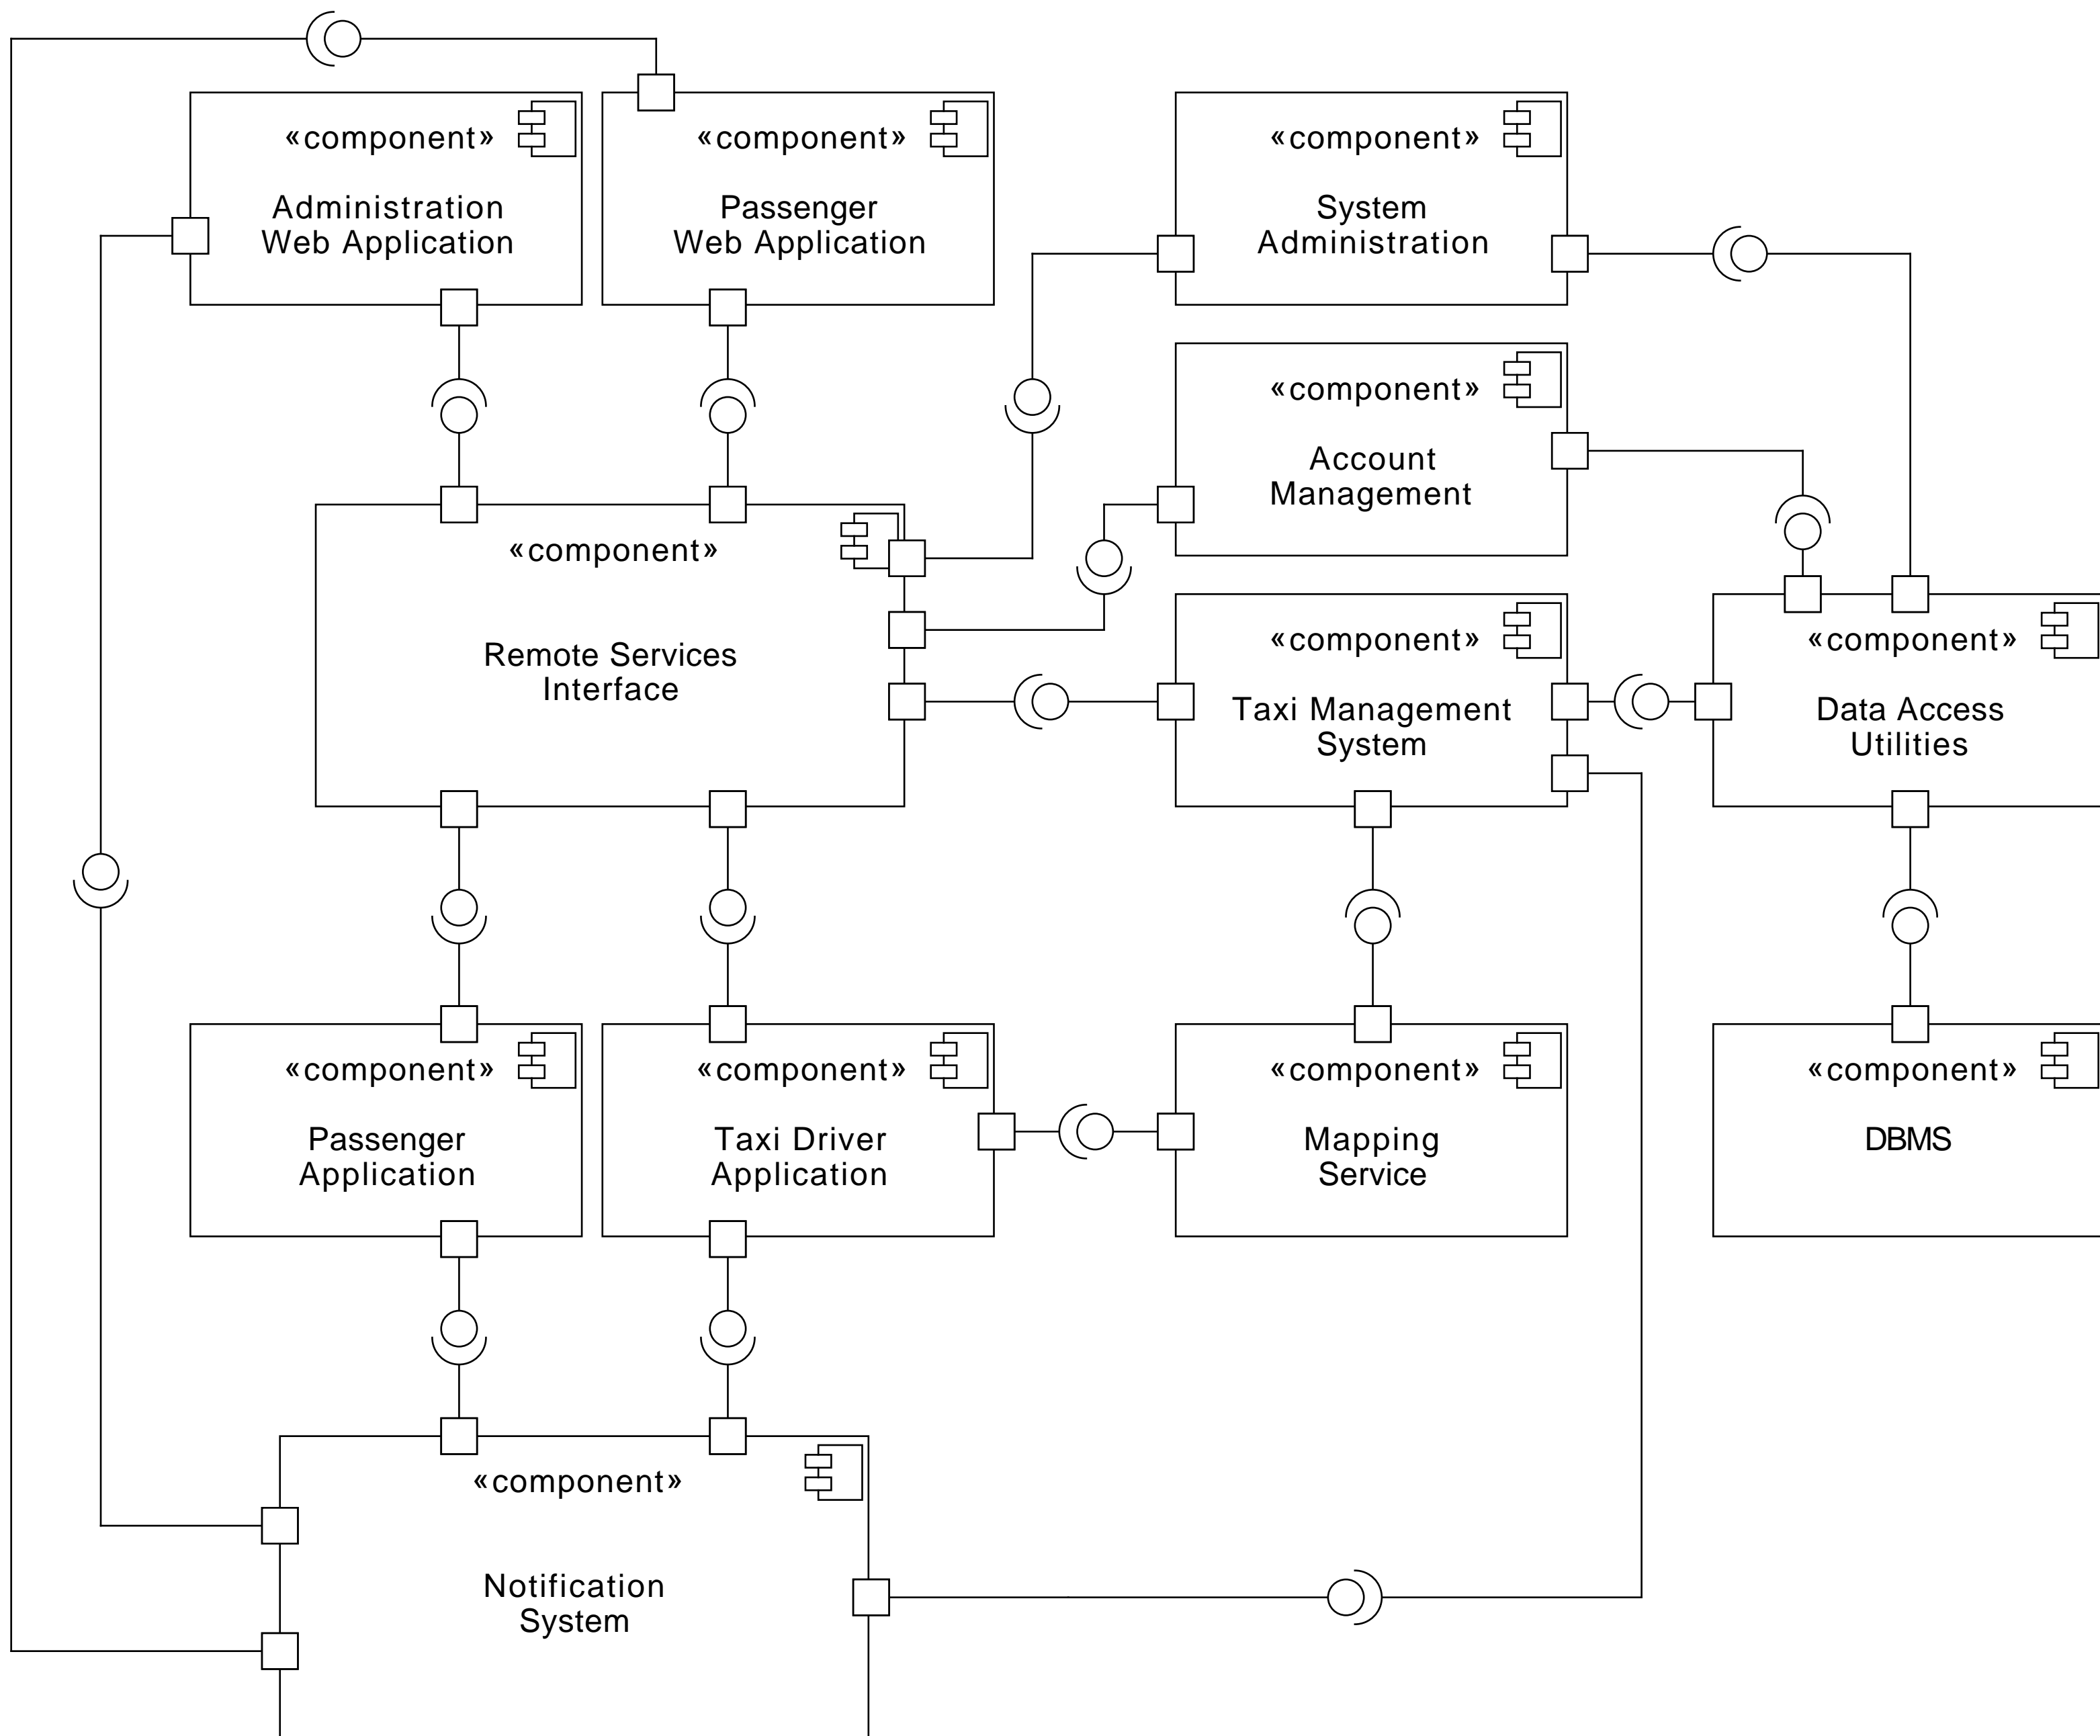 «component»
Administration
Web Application
«component»
Passenger
Web Application
«component»
System
Administration
«component»
Account
Management
«component»
Remote Services
Interface
«component»
Taxi Management
System
«component»
Data Access
Utilities
«component»
Passenger
Application
«component»
Taxi Driver
Application
«component»
Mapping
Service
«component»
DBMS
«component»
Notification
System